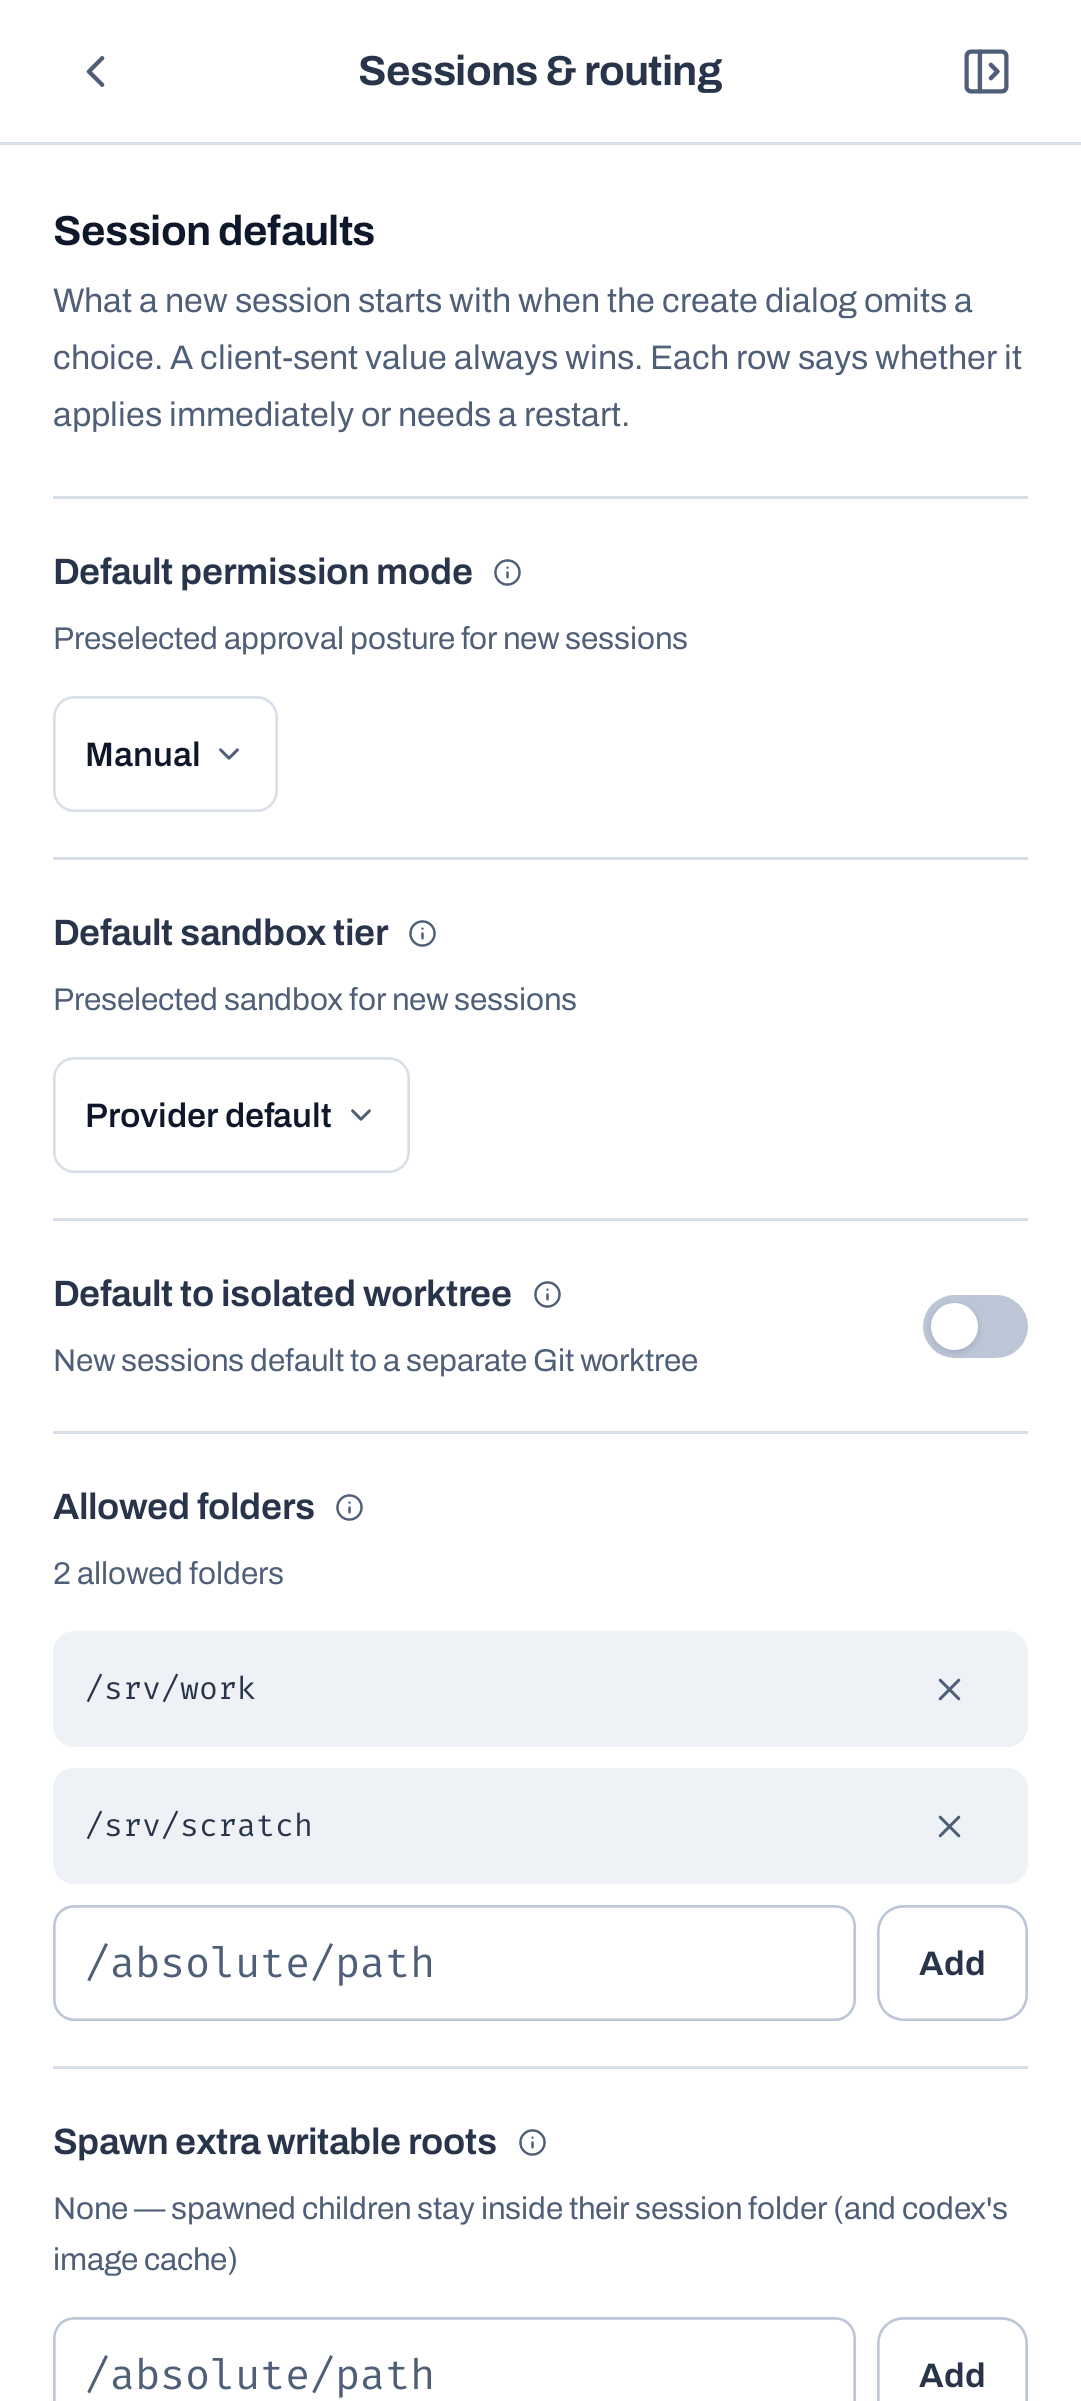 Sessions & routing
Session defaults
What a new session starts with when the create dialog omits a
choice. A client-sent value always wins. Each row says whether it
applies immediately or needs a restart.
Default permission mode
Preselected approval posture for new sessions
Manual
Default sandbox tier
Preselected sandbox for new sessions
Provider default
Default to isolated worktree
New sessions default to a separate Git worktree
Allowed folders
2 allowed folders
/srv/work
/srv/scratch
/absolute/path
Add
Spawn extra writable roots
None — spawned children stay inside their session folder (and codex's
image cache)
/absolute/path
Add